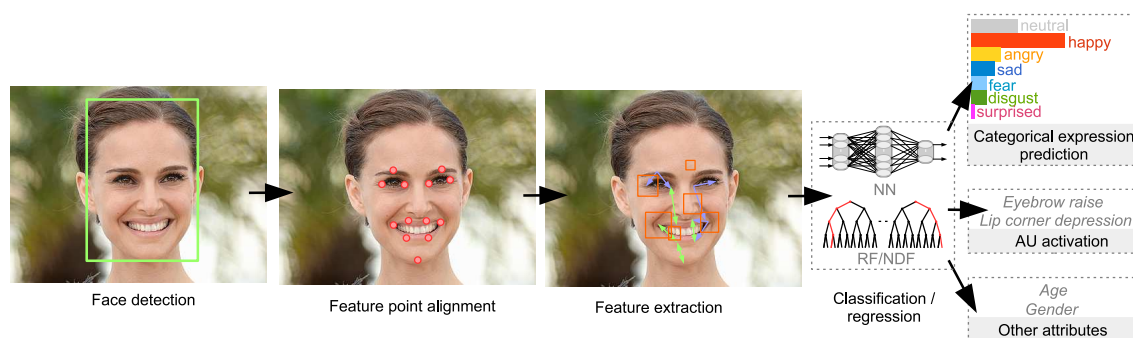 neutral
happy
angry
sad
fear
disgust
surprised
Categorical expression
prediction
NN
Eyebrow raise
Lip corner depression
AU activation
RF/NDF
Face detection
Feature point alignment
Feature extraction
Classification /
regression
Age
Gender
Other attributes